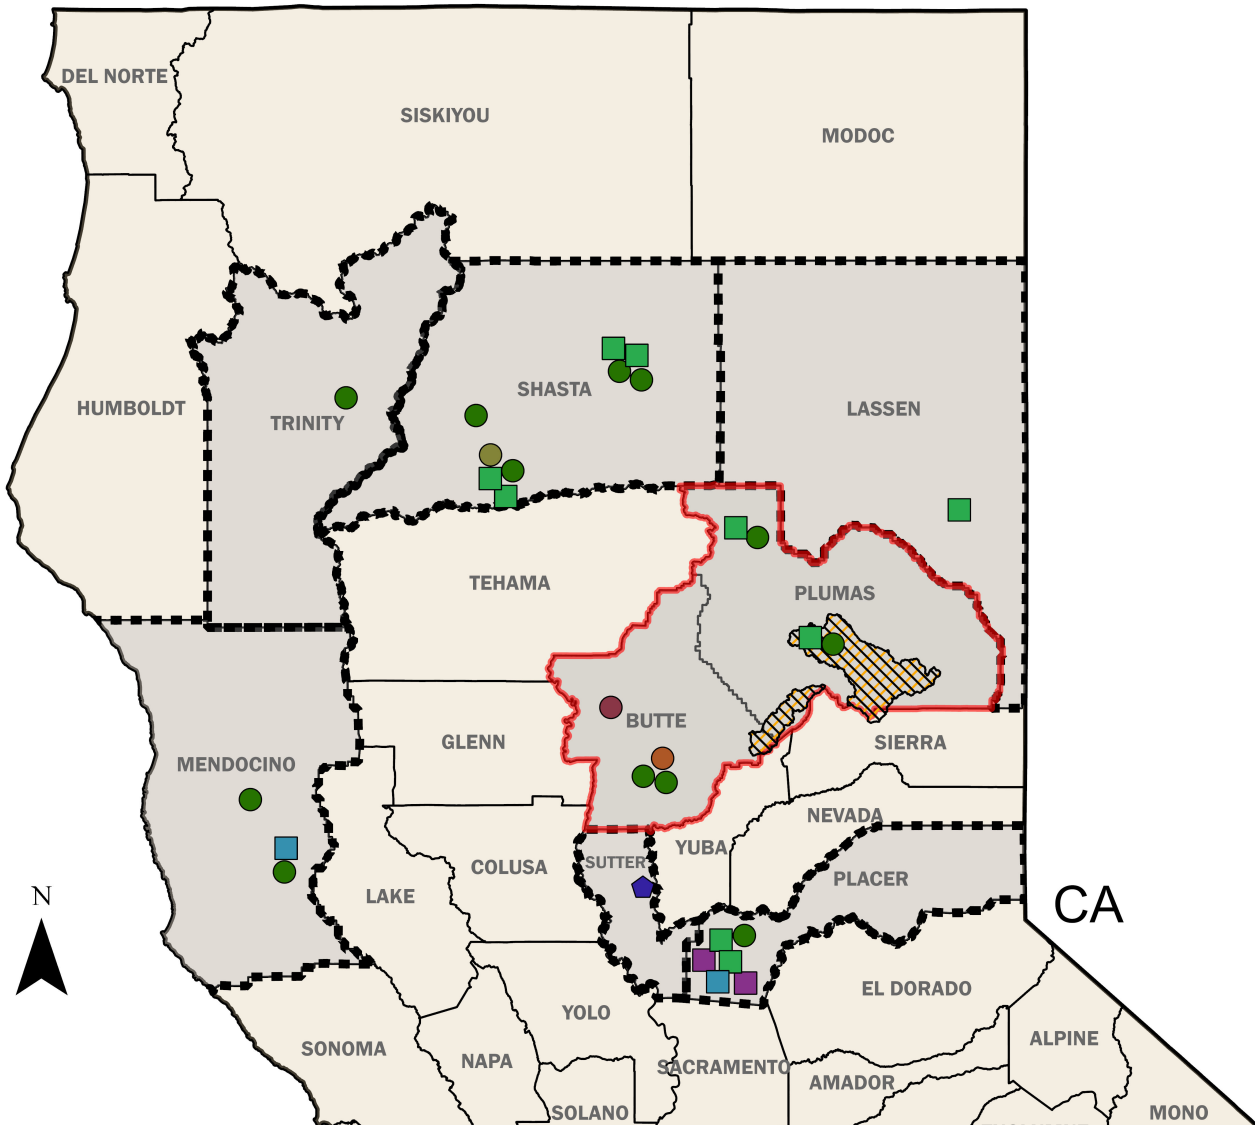 DEL NORTE
SISKIYOU
MODOC
SHASTA
HUMBOLDT
TRINITY
LASSEN
TEHAMA
PLUMAS
BUTTE
GLENN
SIERRA
MENDOCINO
NEVADA
YUBA
SUTTER
COLUSA
PLACER
N
LAKE
CA
EL DORADO
YOLO
ALPINE
SONOMA
NAPA
SACRAMENTO
AMADOR
SOLANO
MONO